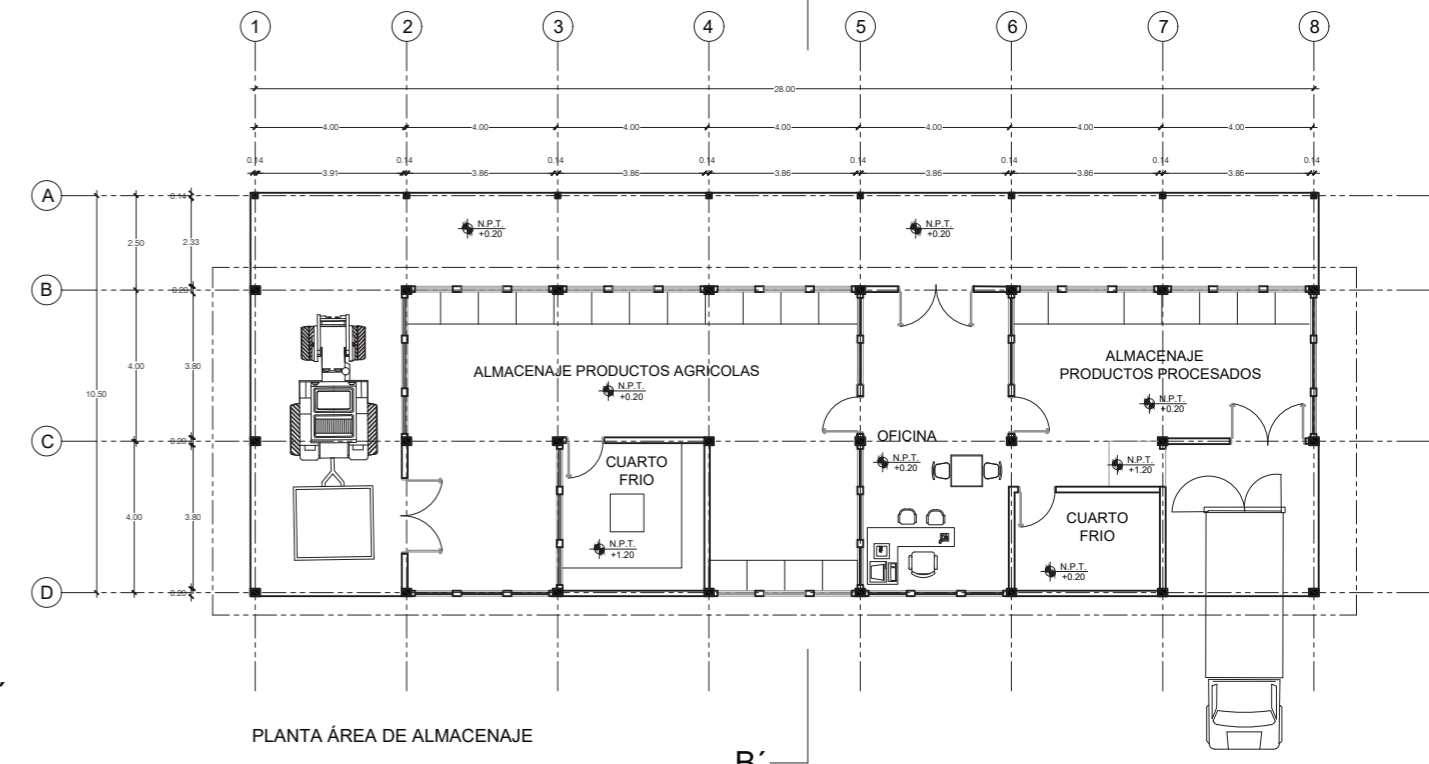 1 2 3 4 5 6 7 8
28.00
4.00 4.00 4.00 4.00 4.00 4.00 4.00
0.14 0.14 0.14 0.14 0.14 0.14 0.14 0.14
3.91 3.86 3.86 3.86 3.86 3.86 3.86
A
0.14
2.50 2.33
N.P.T.
+0.20
N.P.T.
+0.20
B
0.20
10.50
4.00 3.80
ALMACENAJE PRODUCTOS AGRICOLAS
N.P.T.
+0.20
ALMACENAJE
PRODUCTOS PROCESADOS
N.P.T.
+0.20
C
0.20
OFICINA
N.P.T.
+0.20
N.P.T.
+1.20
CUARTO
FRIO
N.P.T.
+1.20
4.00 3.80
CUARTO
FRIO
N.P.T.
+0.20
D
0.20
PLANTA ÁREA DE ALMACENAJE
B´